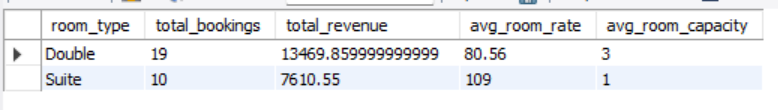 room_type total_bookings total_revenue avg_room_rate avg_room_capacity
Double 19 13469.859999999999 80.56 3
Suite 10 7610.55 109 1